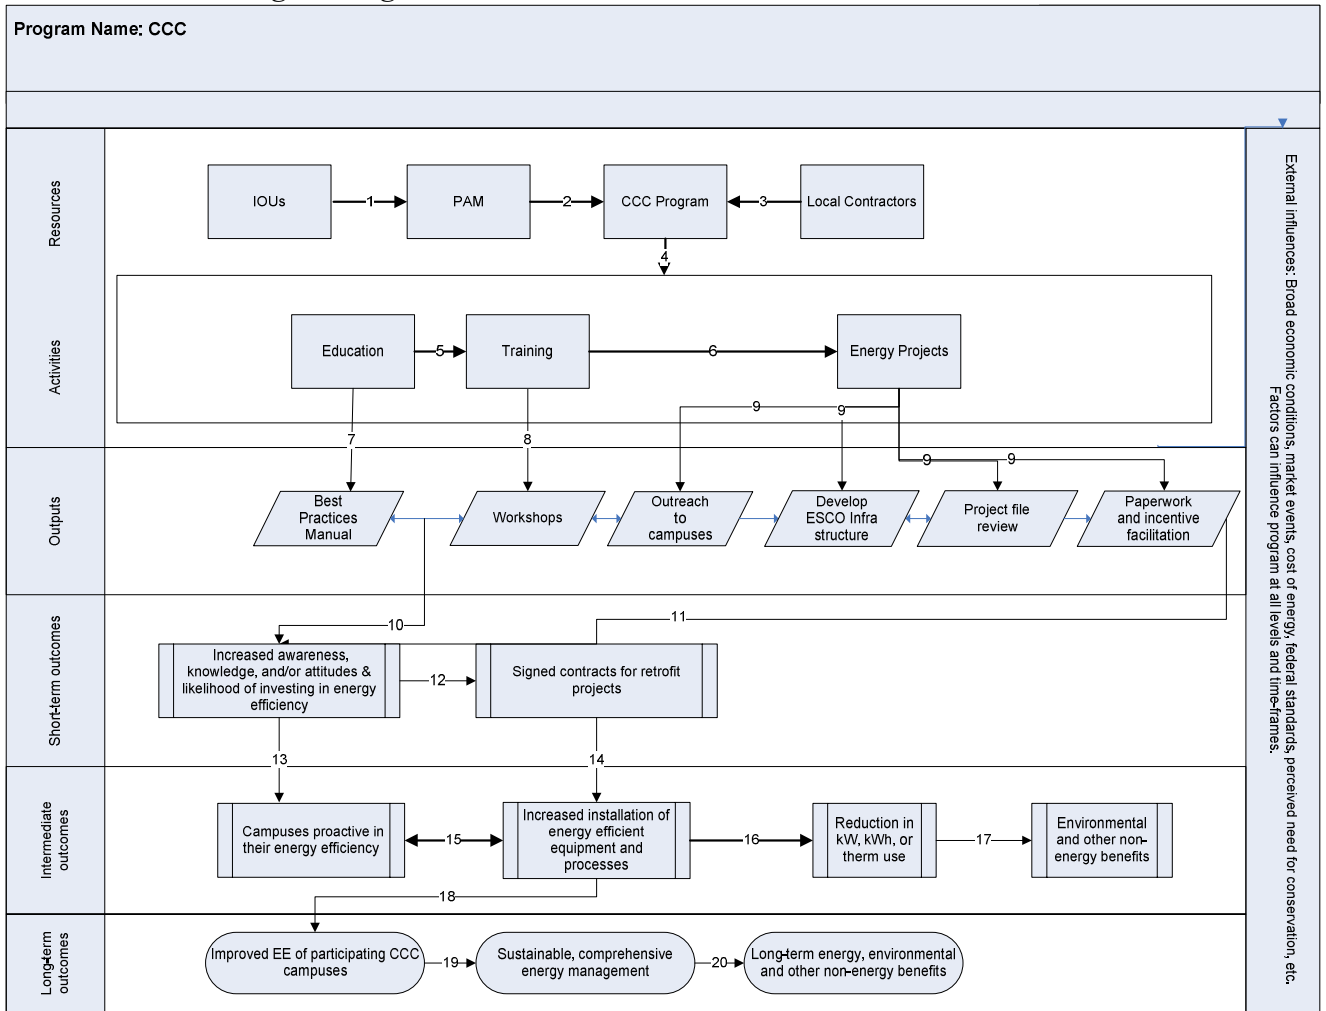 Program Name: CCC
Resources
IOUs
1
PAM
2
CCC Program
3
Local Contractors
4
Activities
Education
5
Training
6
Energy Projects
7
8
9
9
9
9
Outputs
Best
Practices
Manual
Workshops
Outreach
to
campuses
Develop
ESCO Infra
structure
Project file
review
Paperwork
and incentive
facilitation
10
11
Short-term outcomes
Increased awareness,
knowledge, and/or attitudes &
likelihood of investing in energy
efficiency
12
Signed contracts for retrofit
projects
13
14
Intermediate
outcomes
Campuses proactive in
their energy efficiency
15
Increased installation of
energy efficient
equipment and
processes
16
Reduction in
kW, kWh, or
therm use
17
Environmental
and other non-
energy benefits
18
Long-term
outcomes
Improved EE of participating CCC
campuses
19
Sustainable, comprehensive
energy management
20
Long-term energy, environmental
and other non-energy benefits
External influences: Broad economic conditions, market events, cost of energy, federal standards, perceived need for conservation, etc.
Factors can influence program at all levels and time-frames.